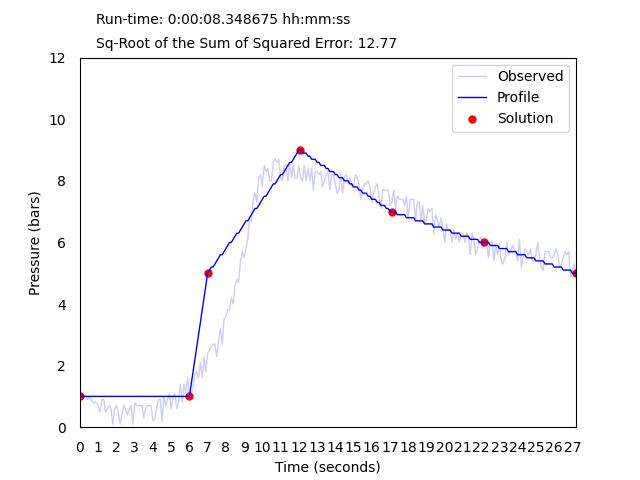 Run-time: 0:00:08.348675 hh:mm:ss
Sq-Root of the Sum of Squared Error: 12.77
12
10
8
6
4
2
0
Pressure (bars)
Observed
Profile
Solution
0 1 2 3 4 5 6 7 8 9 10 11 12 13 14 15 16 17 18 19 20 21 22 23 24 25 26 27
Time (seconds)